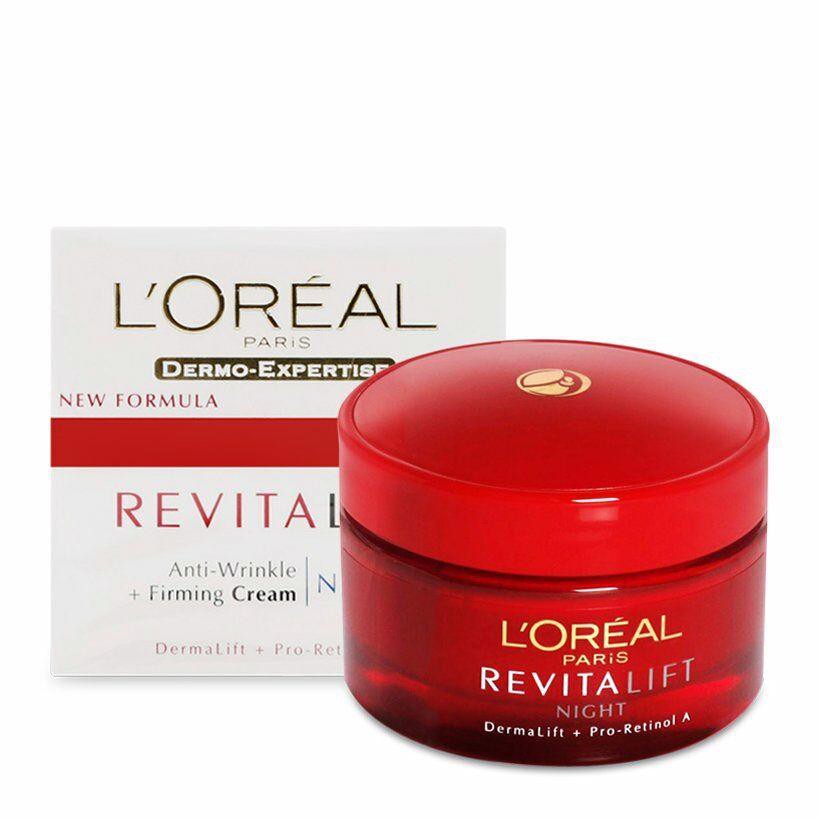 L'ORÉAL
PARIS
DERMO-EXPERTISE
NEW FORMULA
REVITAL
Anti-Wrinkle
+ Firming Cream N
DermaLift + Pro-Ret
L'ORÉAL
PARIS
REVITALIFT
NIGHT
DermaLift + Pro-Retinol A